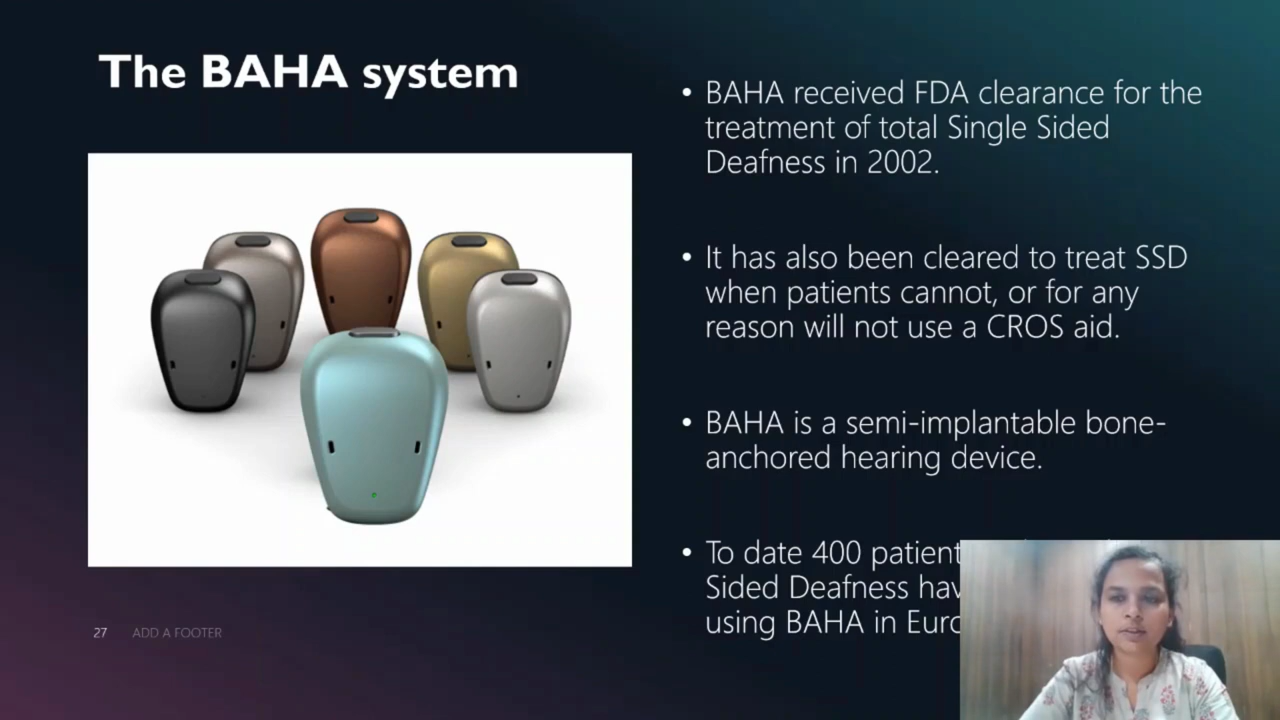 The BAHA system
• BAHA received FDA clearance for the
treatment of total Single Sided
Deafness in 2002.
• It has also been cleared to treat SSD
when patients cannot, or for any
reason will not use a CROS aid.
• BAHA is a semi-implantable bone-
anchored hearing device.
• To date 400 patient
Sided Deafness hav
using BAHA in Euro
27 ADD A FOOTER